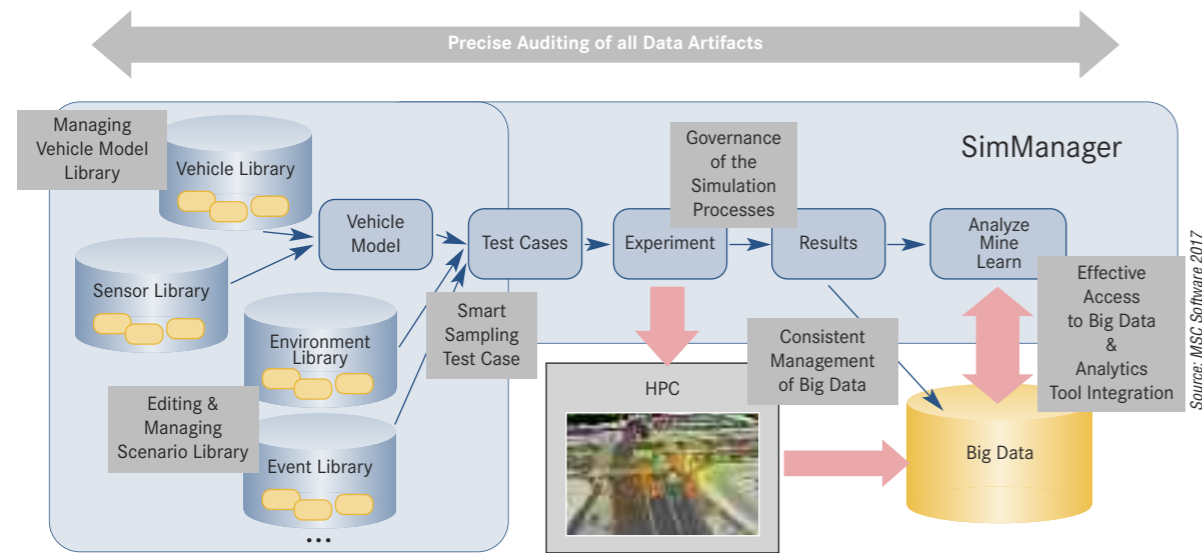 Precise Auditing of all Data Artifacts
Managing
Vehicle Model
Library
Vehicle Library
Vehicle
Model
Sensor Library
Environment
Library
Editing &
Managing
Scenario Library
Event Library
...
Smart
Sampling
Test Case
Test Cases
Experiment
Governance
of the
Simulation
Processes
Results
SimManager
Analyze
Mine
Learn
Effective
Access
to Big Data
&
Analytics
Tool Integration
Consistent
Management
of Big Data
HPC
Big Data
Source: MSC Software 2017